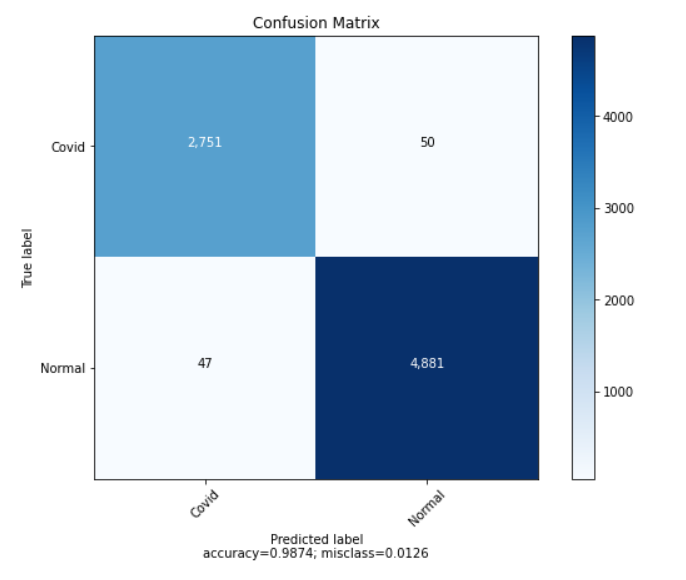 Confusion Matrix
Covid
2,751
50
4000
3000
True label
2000
Normal
47
4,881
1000
Covid
Normal
Predicted label
accuracy=0.9874; misclass=0.0126